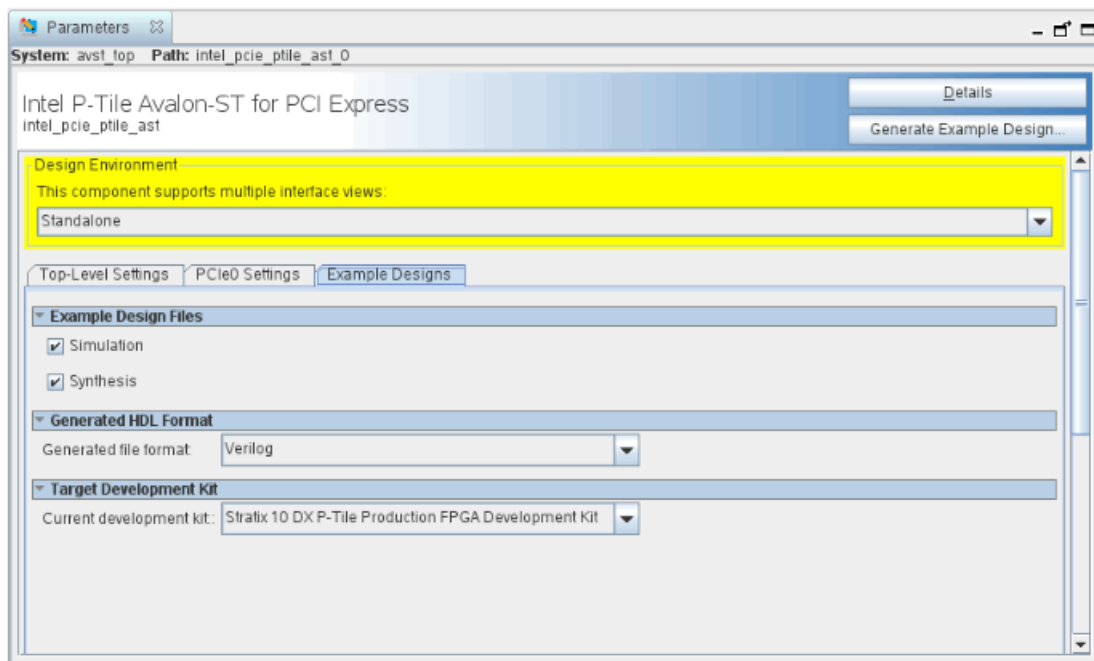 Parameters
System: avst_top Path: intel_pcie_ptile_ast_0
Intel P-Tile Avalon-ST for PCI Express
intel_pcie_ptile_ast
Details
Generate Example Design...
Design Environment
This component supports multiple interface views:
Standalone
Top-Level Settings PCIe0 Settings Example Designs
Example Design Files
Simulation
Synthesis
Generated HDL Format
Generated file format: Verilog
Target Development Kit
Current development kit: Stratix 10 DX P-Tile Production FPGA Development Kit